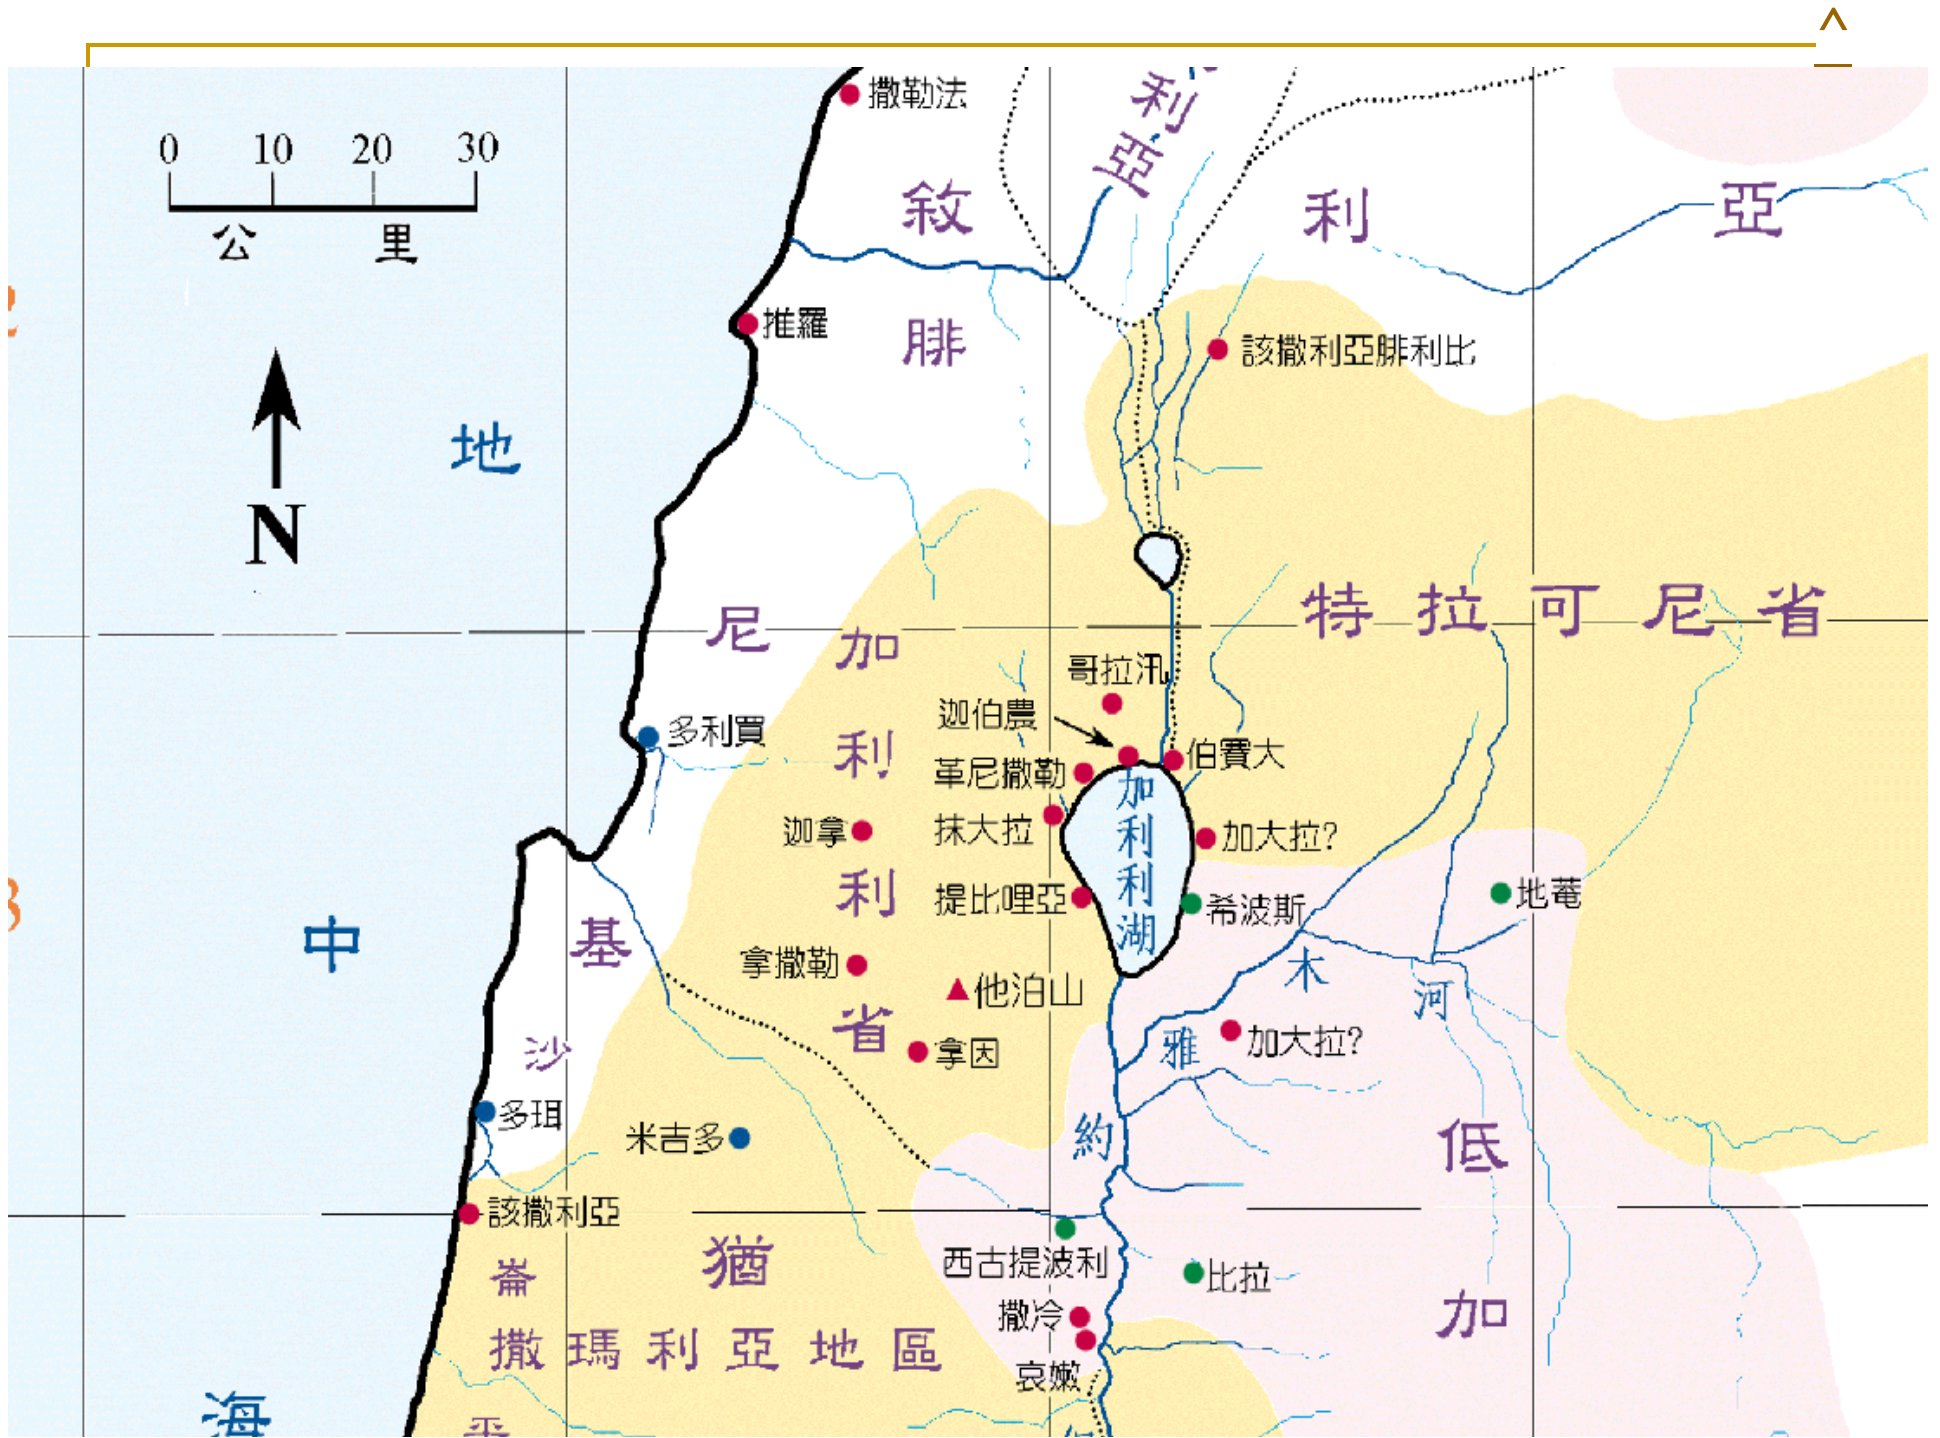 撒勒法
利
亞
0 10 20 30
公里
敘
利
亞
推羅
腓
該撒利亞腓利比
地
N
特拉可尼省
尼
加
哥拉汛
迦伯農
多利買
利
伯賽大
革尼撒勒
加利利湖
迦拿
抹大拉
加大拉?
利
提比哩亞
希波斯
地菴
中
基
拿撒勒
他泊山
木
河
省
雅
加大拉?
沙
拿因
多珥
米吉多
約
低
該撒利亞
西古提波利
崙
猶
比拉
撒冷
加
撒瑪利亞地區
哀嫩
海